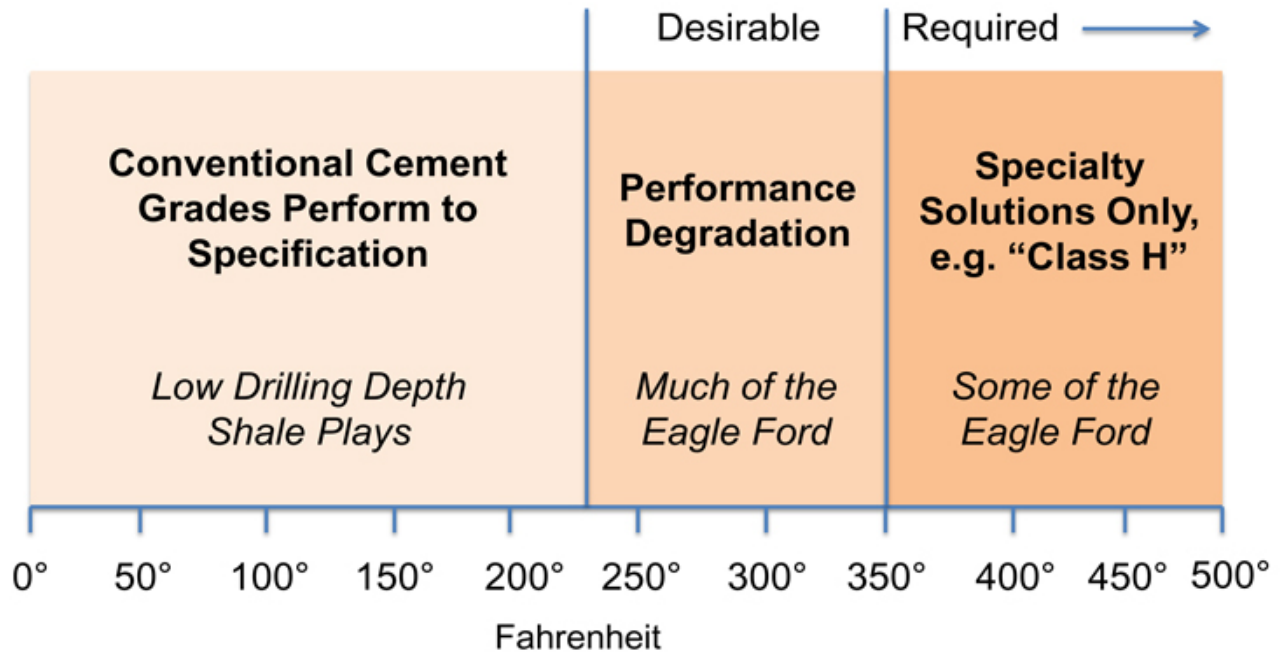 Desirable
Required
Conventional Cement
Grades Perform to
Specification
Performance
Degradation
Specialty
Solutions Only,
e.g. “Class H”
Low Drilling Depth
Shale Plays
Much of the
Eagle Ford
Some of the
Eagle Ford
0° 50° 100° 150° 200° 250° 300° 350° 400° 450° 500°
Fahrenheit